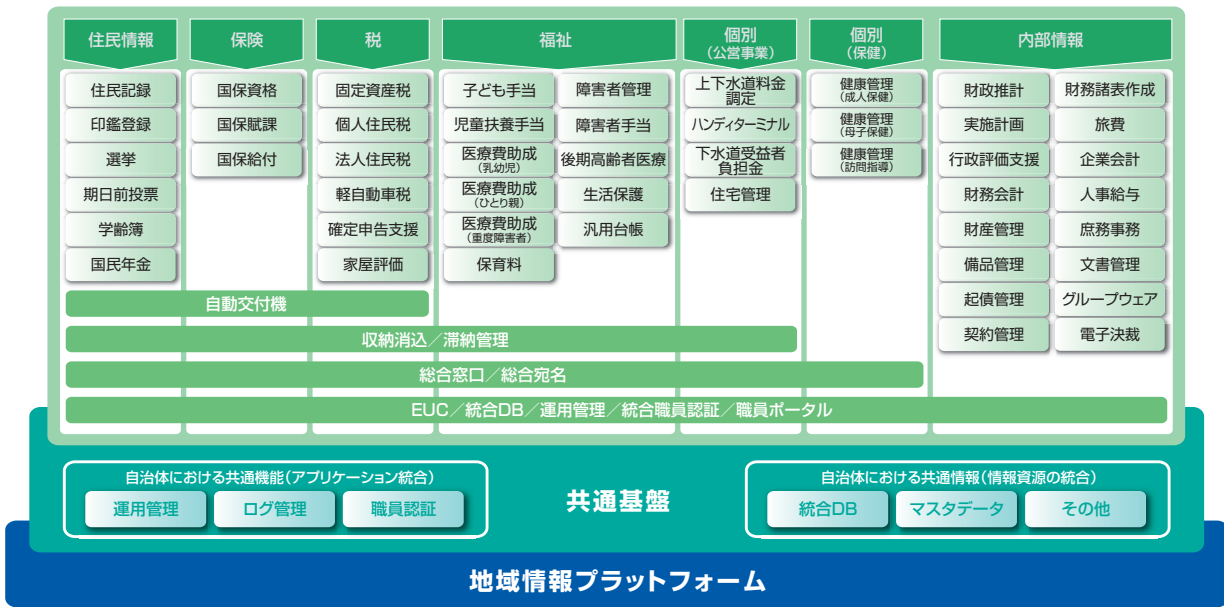 住民情報
住民記録
印鑑登録
選挙
期日前投票
学齢簿
国民年金
保険
国保資格
国保賦課
国保給付
税
固定資産税
個人住民税
法人住民税
軽自動車税
確定申告支援
家屋評価
福祉
子ども手当
児童扶養手当
医療費助成
(乳幼児)
医療費助成
(ひとり親)
医療費助成
(重度障害者)
保育料
障害者管理
障害者手当
後期高齢者医療
生活保護
汎用台帳
個別
(公営事業)
上下水道料金
調定
ハンディターミナル
下水道受益者
負担金
住宅管理
個別
(保健)
健康管理
(成人保健)
健康管理
(母子保健)
健康管理
(訪問指導)
内部情報
財政推計
実施計画
行政評価支援
財務会計
財産管理
備品管理
起債管理
契約管理
財務諸表作成
旅費
企業会計
人事給与
庶務事務
文書管理
グループウェア
電子決裁
自動交付機
収納消込／滞納管理
総合窓口／総合宛名
EUC／統合DB／運用管理／統合職員認証／職員ポータル
自治体における共通機能(アプリケーション統合)
運用管理
ログ管理
職員認証
共通基盤
自治体における共通情報(情報資源の統合)
統合DB
マスタデータ
その他
地域情報プラットフォーム